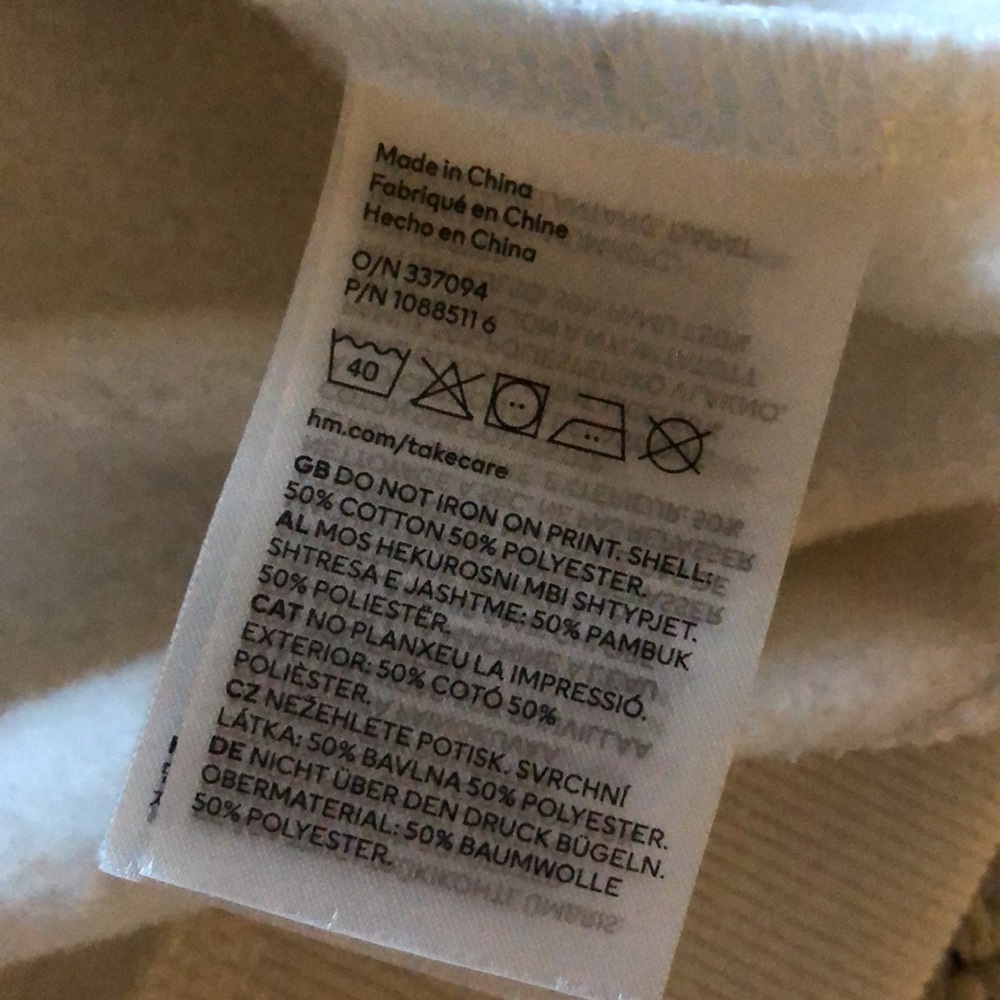 Made in China
Fabriqué en Chine
Hecho en China
O/N 337094
P/N 1088511 6
40
hm.com/takecare
GB DO NOT IRON ON PRINT. SHELL:
50% COTTON 50% POLYESTER.
AL MOS HEKUROSNI MBI SHTYPJET.
SHTRESA E JASHTME: 50% PAMBUK
50% POLIESTËR.
CAT NO PLANXEU LA IMPRESSIÓ.
EXTERIOR: 50% COTÓ 50%
POLIÈSTER.
CZ NEŽEHLETE POTISK. SVRCHNÍ
LÁTKA: 50% BAVLNA 50% POLYESTER.
DE NICHT ÜBER DEN DRUCK BÜGELN.
OBERMATERIAL: 50% BAUMWOLLE
50% POLYESTER.